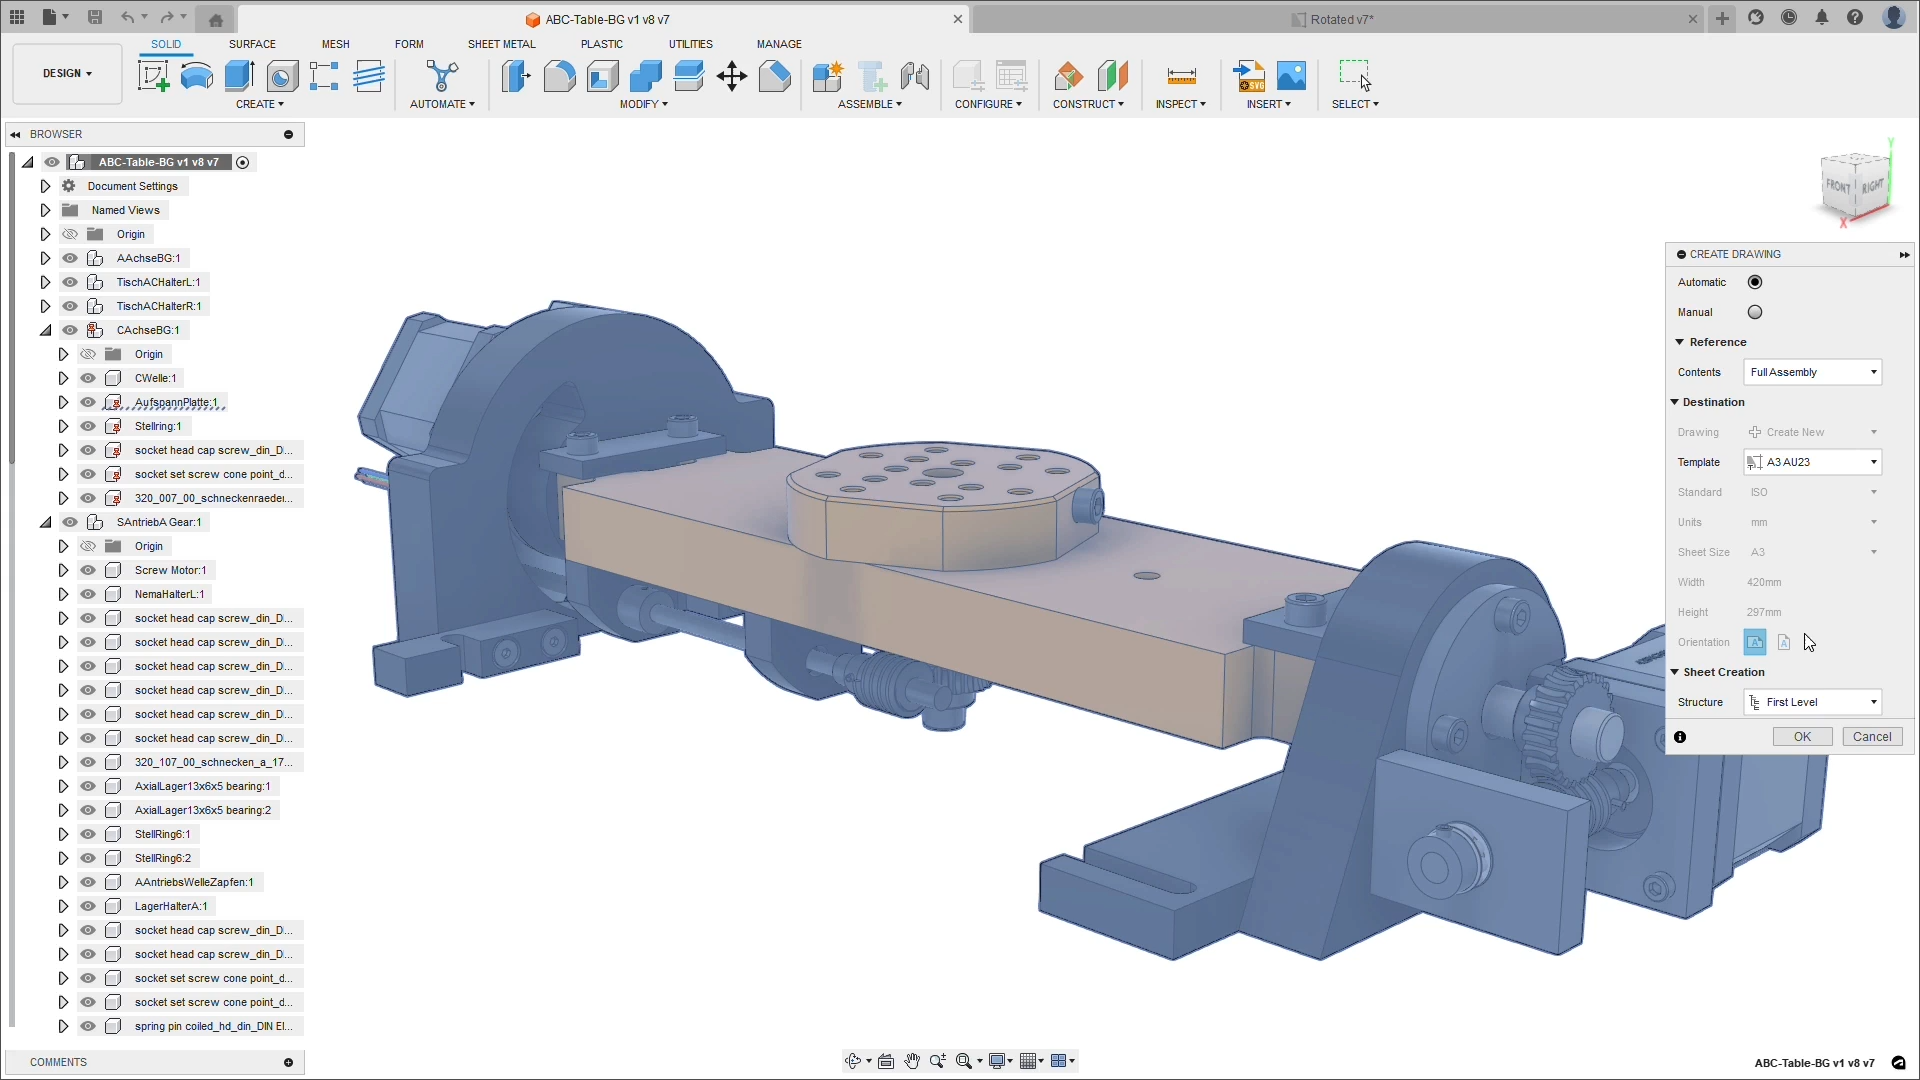 ABC-Table-BG v1 v8 v7
Rotated v7*
SOLID
SURFACE
MESH
FORM
SHEET METAL
PLASTIC
UTILITIES
MANAGE
DESIGN
CREATE
AUTOMATE
MODIFY
ASSEMBLE
CONFIGURE
CONSTRUCT
INSPECT
SVG
INSERT
SELECT
BROWSER
ABC-Table-BG v1 v8 v7
Document Settings
Named Views
Origin
AAchseBG:1
TischACHalterL:1
TischACHalterR:1
CAchseBG:1
Origin
CWelle:1
AufspannPlatte:1
Stellring:1
socket head cap screw_din_D...
socket set screw cone point_d...
320_007_00_schneckenraeder...
SAntriebA Gear:1
Origin
Screw Motor:1
NemaHalterL:1
socket head cap screw_din_D...
socket head cap screw_din_D...
socket head cap screw_din_D...
socket head cap screw_din_D...
socket head cap screw_din_D...
socket head cap screw_din_D...
320_107_00_schnecken_a_17...
AxialLager13x6x5 bearing:1
AxialLager13x6x5 bearing:2
StellRing6:1
StellRing6:2
AAntriebsWelleZapfen:1
LagerHalterA:1
socket head cap screw_din_D...
socket head cap screw_din_D...
socket set screw cone point_d...
socket set screw cone point_d...
spring pin coiled_hd_din_DIN EI...
COMMENTS
Y
FRONT
RIGHT
X
CREATE DRAWING
Automatic
Manual
Reference
Contents Full Assembly
Destination
Drawing Create New
Template A3 AU23
Standard ISO
Units mm
Sheet Size A3
Width 420mm
Height 297mm
Orientation A A
Sheet Creation
Structure First Level
OK Cancel
ABC-Table-BG v1 v8 v7